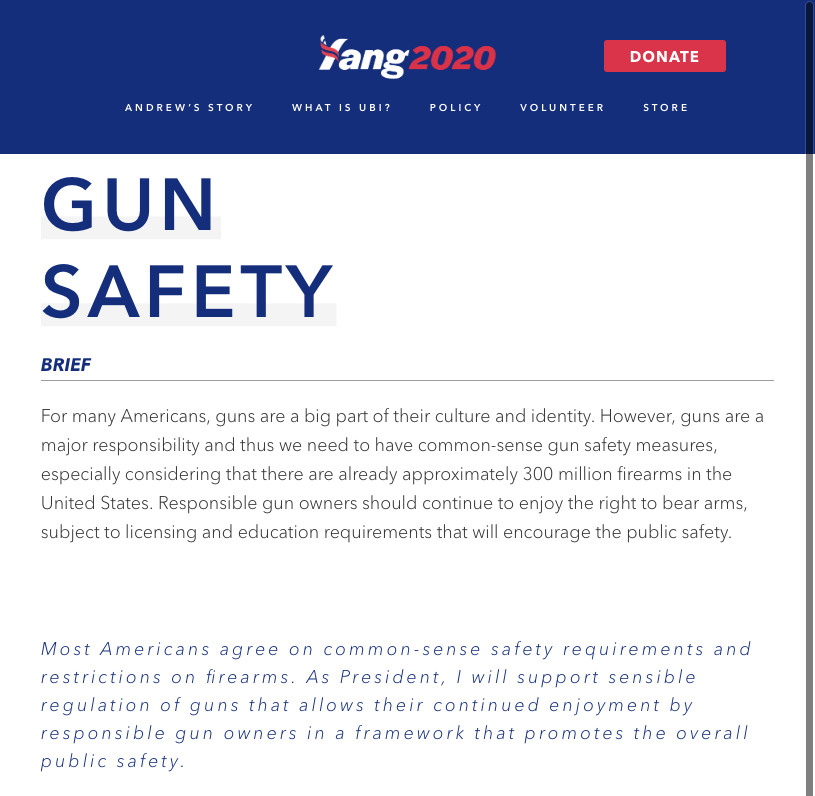 Yang2020
DONATE
ANDREW'S STORY WHAT IS UBI? POLICY VOLUNTEER STORE
GUN
SAFETY
BRIEF
For many Americans, guns are a big part of their culture and identity. However, guns are a
major responsibility and thus we need to have common-sense gun safety measures,
especially considering that there are already approximately 300 million firearms in the
United States. Responsible gun owners should continue to enjoy the right to bear arms,
subject to licensing and education requirements that will encourage the public safety.
Most Americans agree on common-sense safety requirements and
restrictions on firearms. As President, I will support sensible
regulation of guns that allows their continued enjoyment by
responsible gun owners in a framework that promotes the overall
public safety.